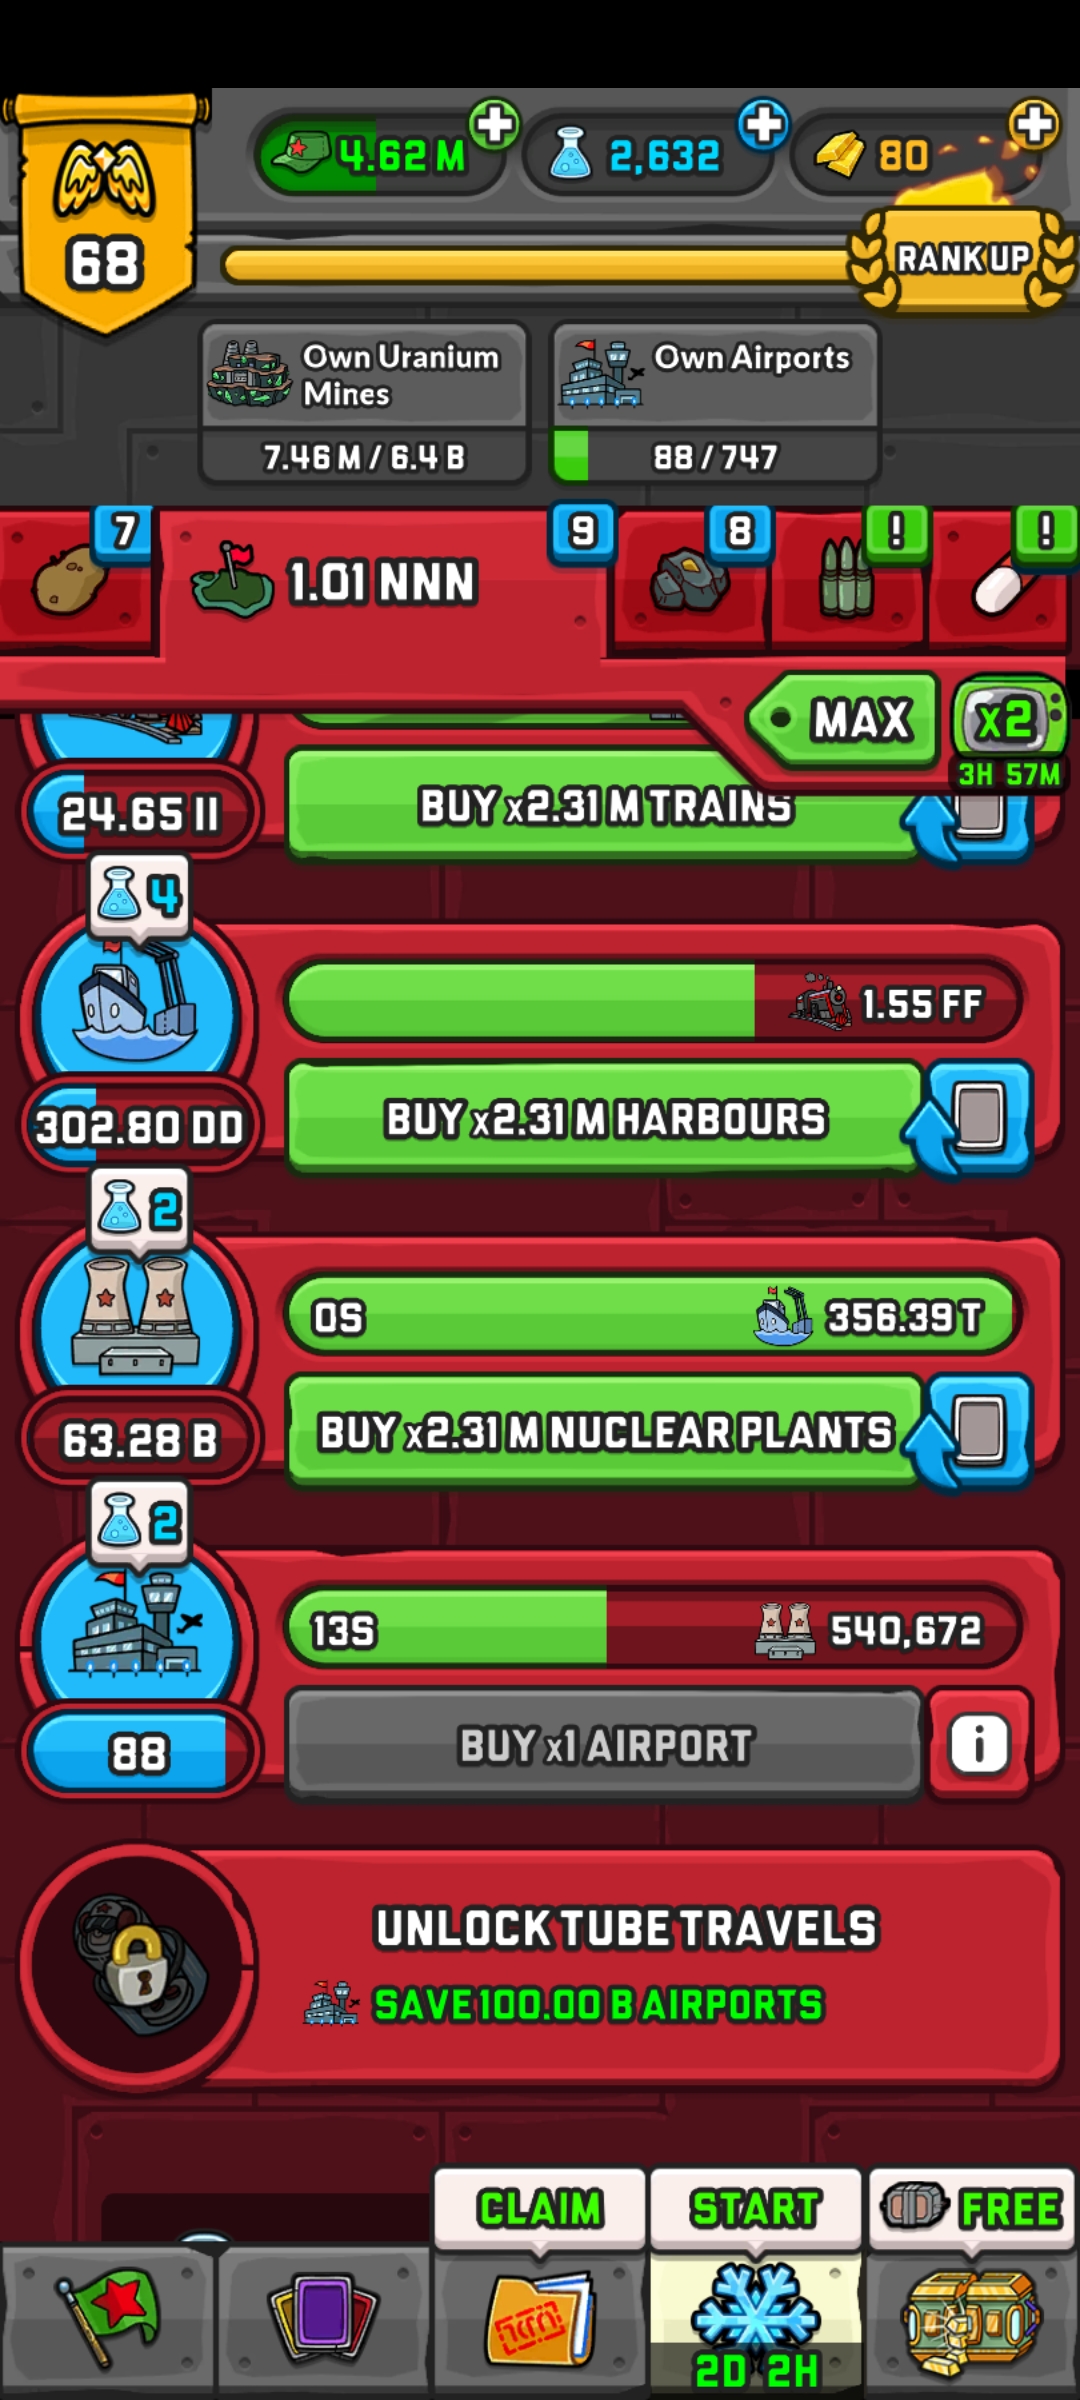 4.62 M
2,632
80
68
RANK UP
Own Uranium
Mines
7.46 M / 6.4 B
Own Airports
88 / 747
7
1.01 NNN
9
8
!
!
MAX
x2
3H 57M
24.65 II
BUY x2.31 M TRAINS
4
1.55 FF
302.80 DD
BUY x2.31 M HARBOURS
2
0S
356.39 T
63.28 B
BUY x2.31 M NUCLEAR PLANTS
2
13S
540,672
88
BUY x1 AIRPORT
i
UNLOCK TUBE TRAVELS
SAVE 100.00 B AIRPORTS
CLAIM
START
FREE
2D 2H